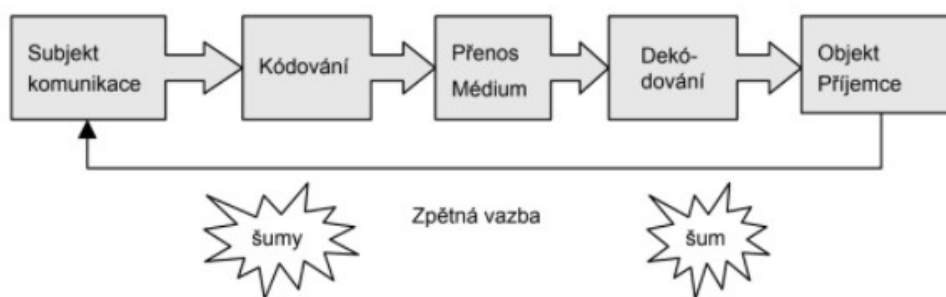 Subjekt
komunikace
Kódování
Přenos
Médium
Dekó-
dování
Objekt
Příjemce
Zpětná vazba
šumy
šum